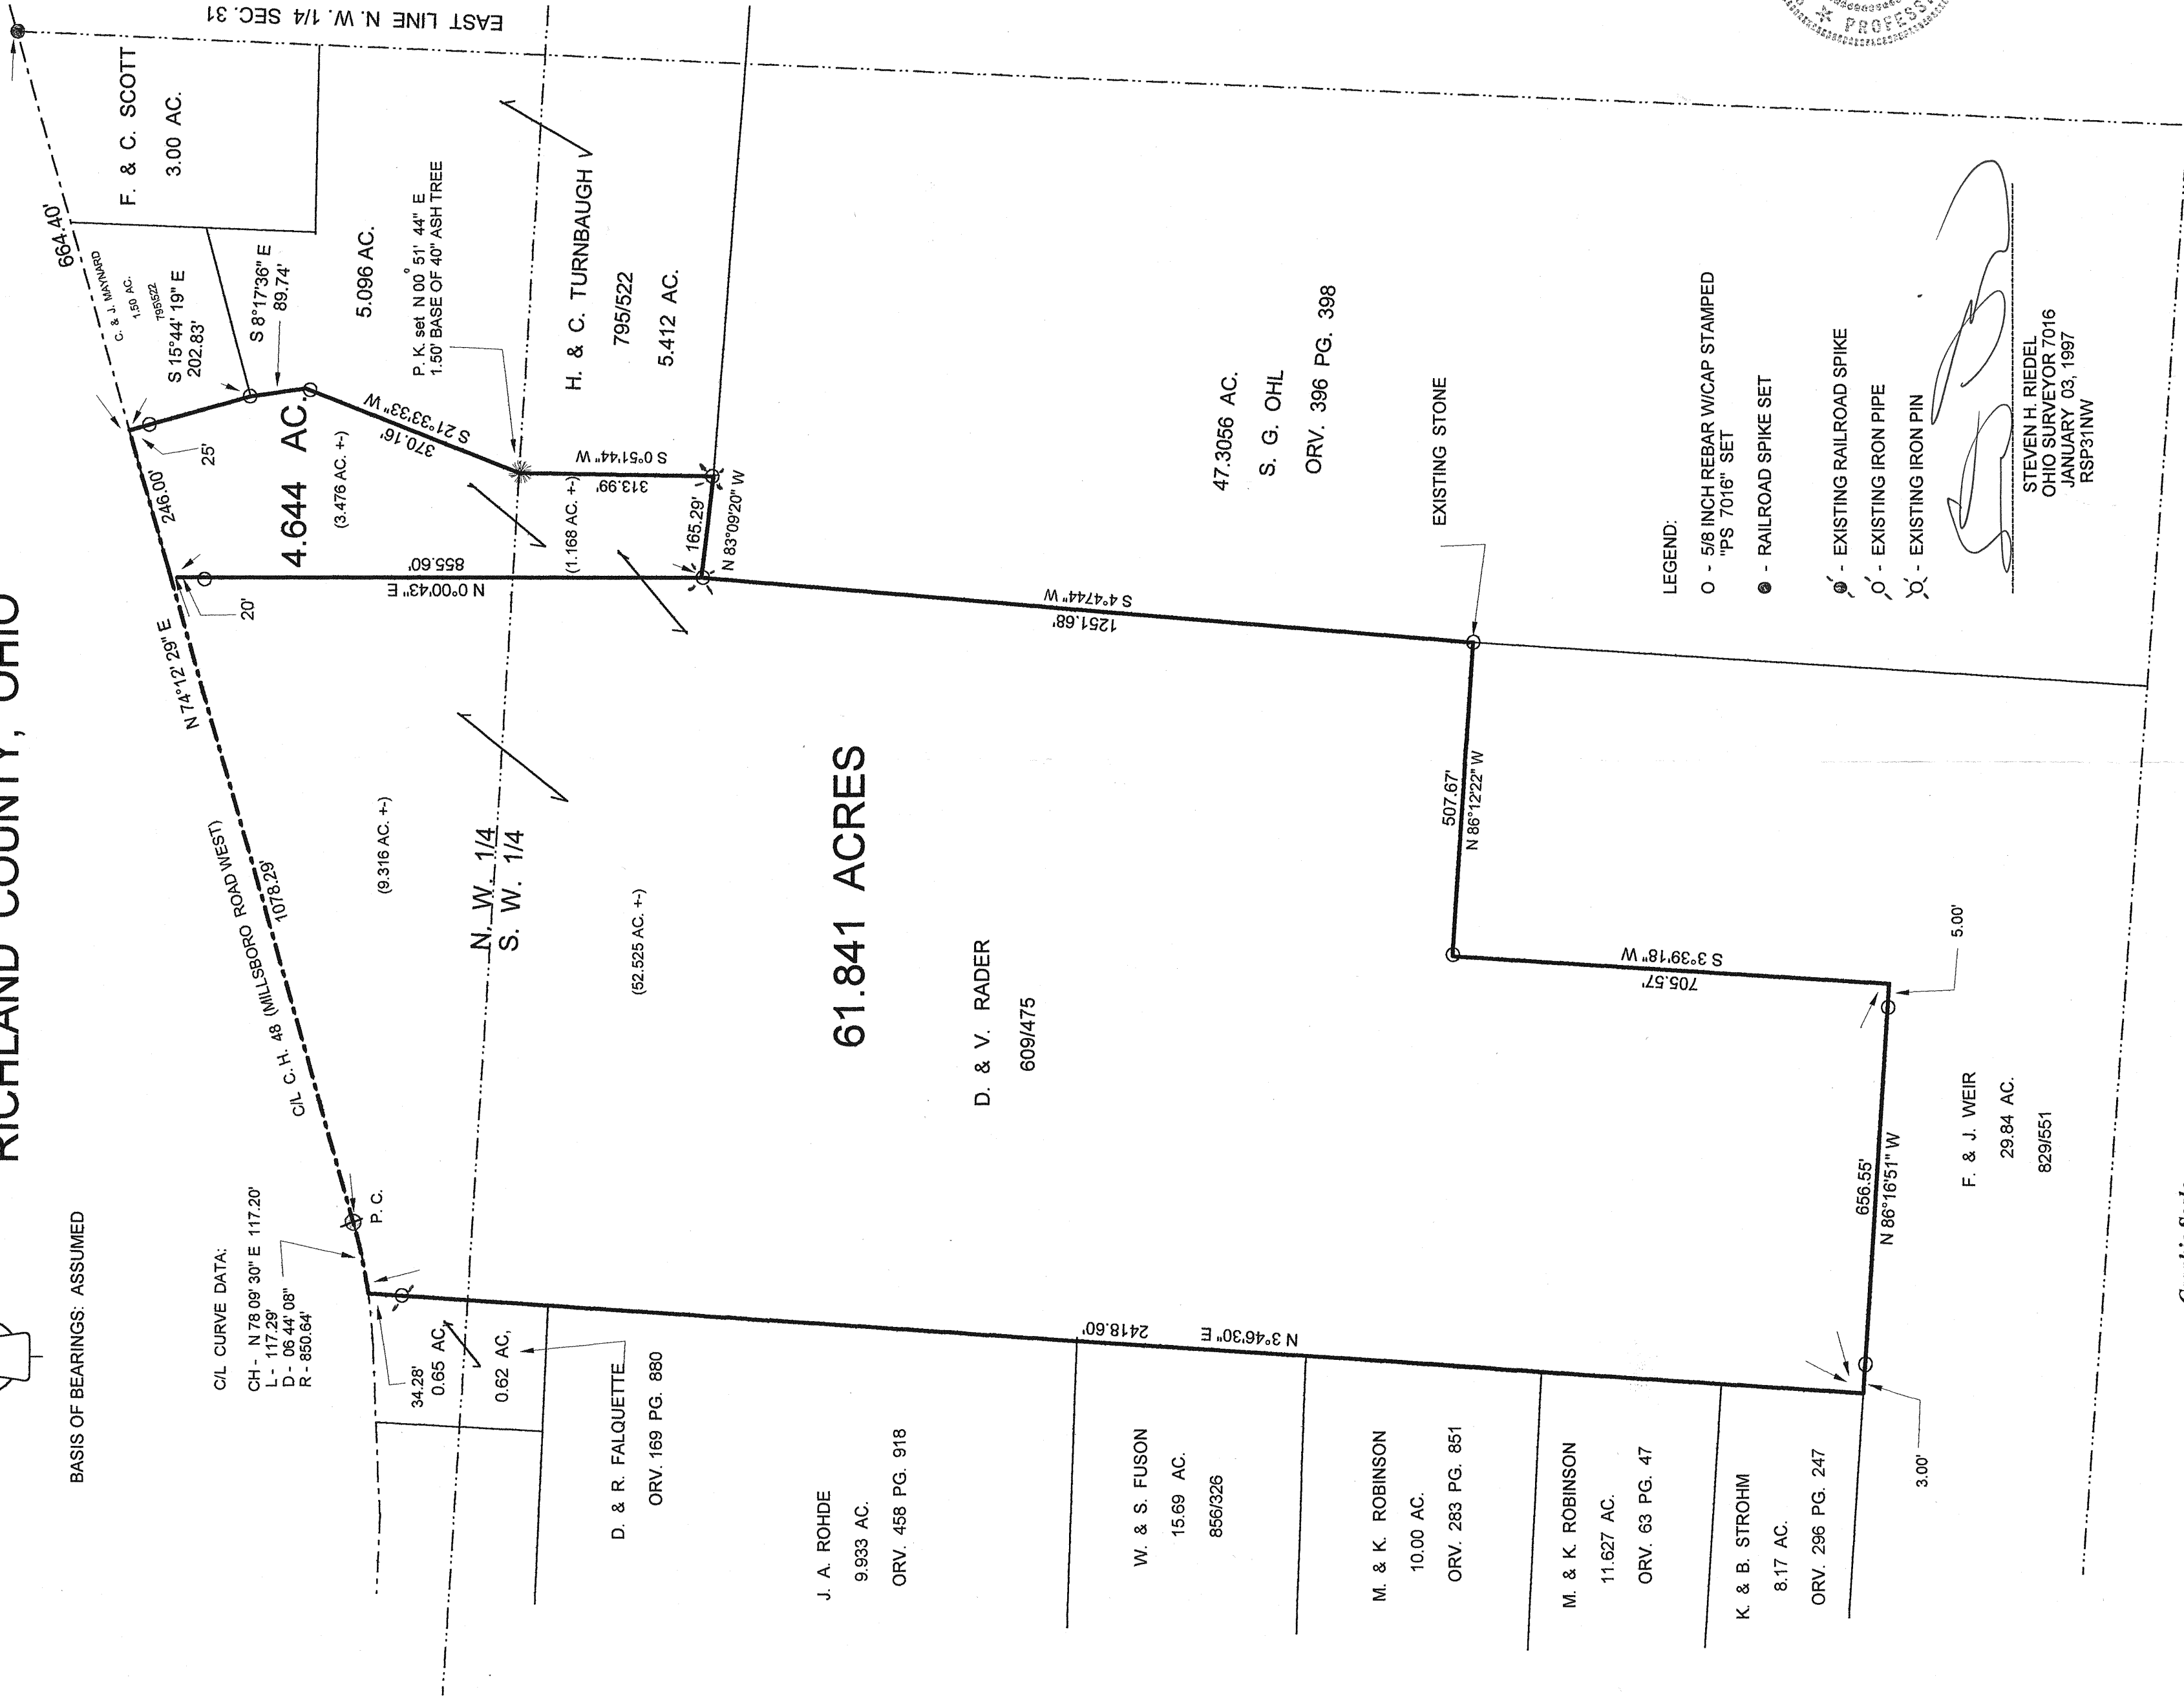 RICHLAND COUNTY, OHIO
BASIS OF BEARINGS: ASSUMED
C/L CURVE DATA:
CH - N 78 09' 30" E 117.20'
L - 117.29'
D - 06 44' 08"
R - 850.64'
P. C.
C/L C. H. 48 (MILLSBORO ROAD WEST)
1078.29'
N 74°12' 29" E
246.00'
664.40'
20'
25'
EAST LINE N. W. 1/4 SEC. 31
F. & C. SCOTT
3.00 AC.
C. & J. MAYNARD
1.50 AC.
795\522
S 15°44' 19" E
202.83'
S 8°17'36" E
89.74'
5.096 AC.
4.644 AC.
(3.476 AC. +-)
S 21°33'33" W
370.16'
P. K. set N 00° 51' 44" E
1.50' BASE OF 40" ASH TREE
H. & C. TURNBAUGH
795/522
5.412 AC.
S 0°51'44" W
313.99'
(1.168 AC. +-)
165.29'
N 83°09'20" W
N 0°00'43" E
855.60'
(9.316 AC. +-)
N. W. 1/4
S. W. 1/4
(52.525 AC. +-)
61.841 ACRES
D. & V. RADER
609/475
S 4°47'44" W
1251.68'
47.3056 AC.
S. G. OHL
ORV. 396 PG. 398
EXISTING STONE
507.67'
N 86°12'22" W
S 3°39'18" W
705.57'
5.00'
656.55'
N 86°16'51" W
F. & J. WEIR
29.84 AC.
829/551
3.00'
N 3°46'30" E
2418.60'
34.28'
0.65 AC.
0.62 AC.
D. & R. FALQUETTE
ORV. 169 PG. 880
J. A. ROHDE
9.933 AC.
ORV. 458 PG. 918
W. & S. FUSON
15.69 AC.
856/326
M. & K. ROBINSON
10.00 AC.
ORV. 283 PG. 851
M. & K. ROBINSON
11.627 AC.
ORV. 63 PG. 47
K. & B. STROHM
8.17 AC.
ORV. 296 PG. 247
LEGEND:
O - 5/8 INCH REBAR W/CAP STAMPED
"PS 7016" SET
- RAILROAD SPIKE SET
- EXISTING RAILROAD SPIKE
- EXISTING IRON PIPE
- EXISTING IRON PIN
STEVEN H. RIEDEL
OHIO SURVEYOR 7016
JANUARY 03, 1997
RSP31NW